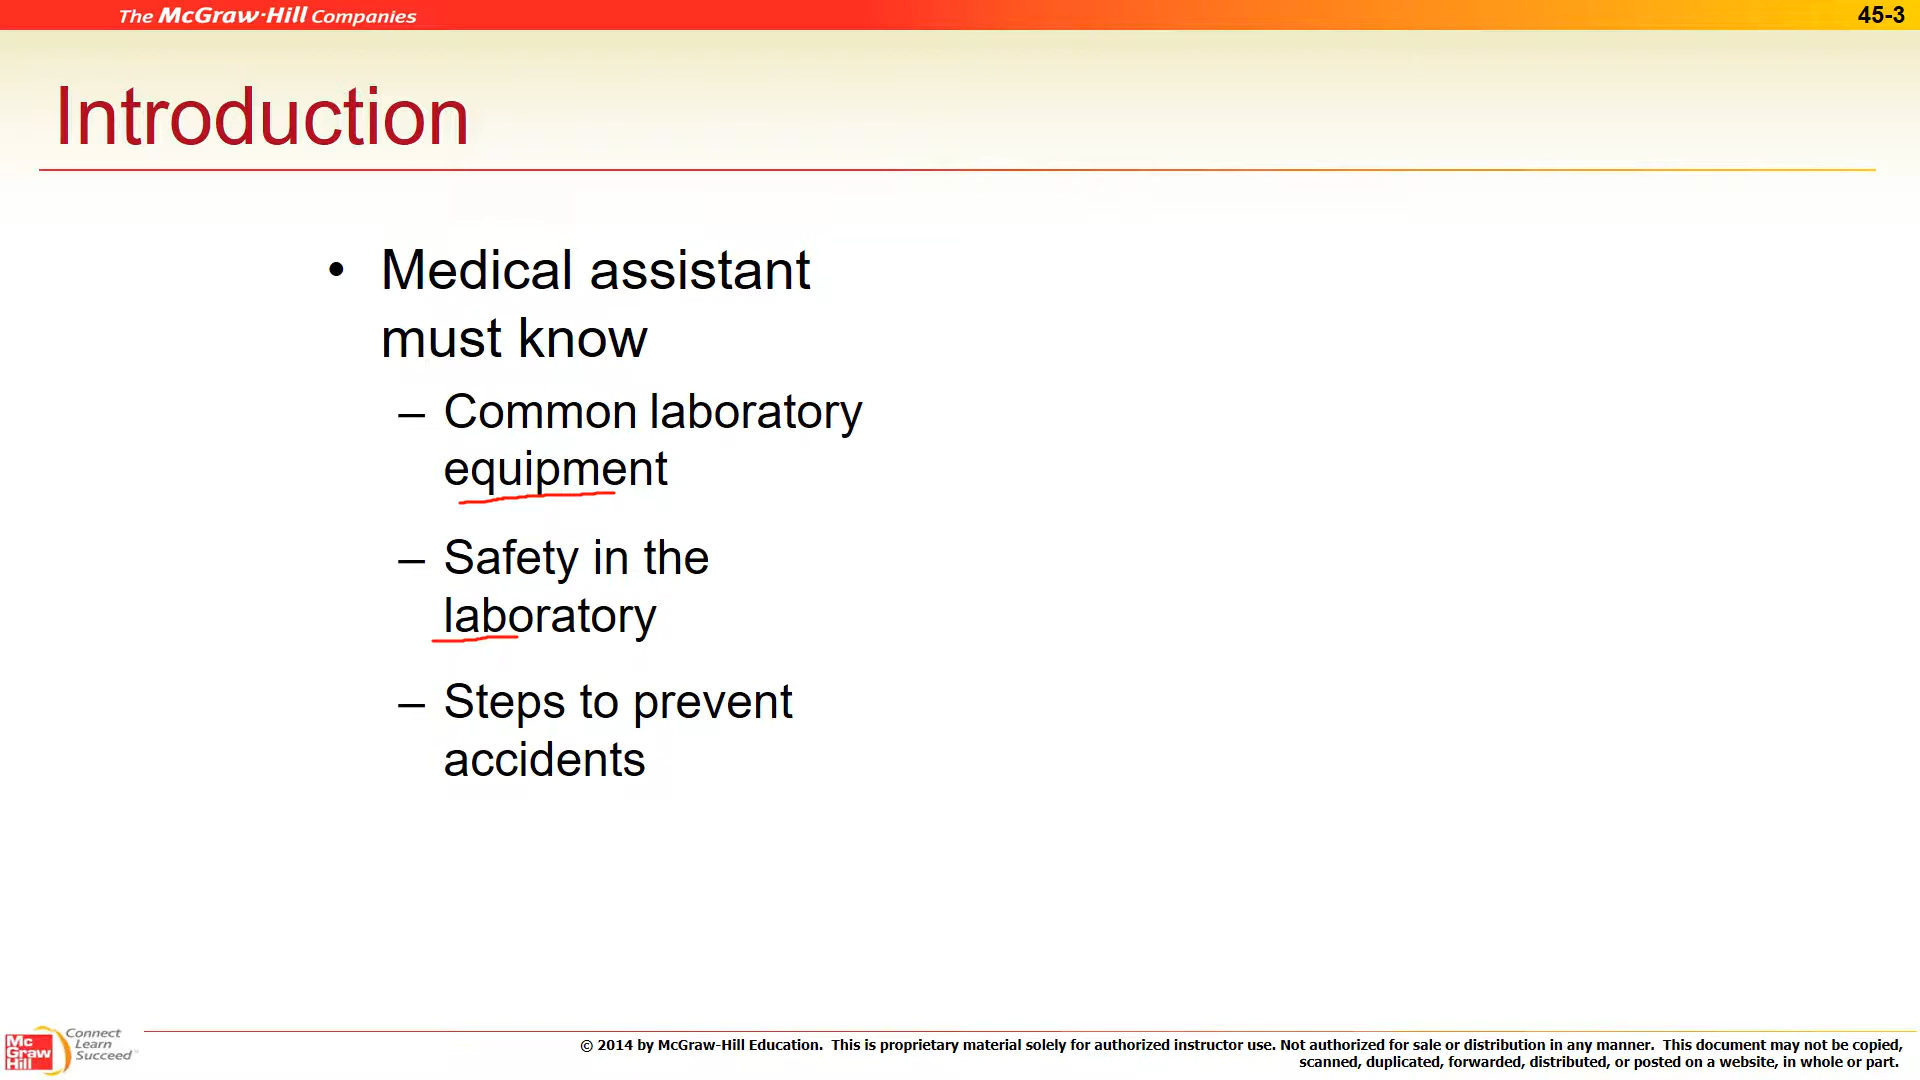 The McGraw·Hill Companies
45-3
Introduction
• Medical assistant
must know
– Common laboratory
equipment
– Safety in the
laboratory
– Steps to prevent
accidents
Mc
Graw
Hill
Connect
Learn
Succeed™
© 2014 by McGraw-Hill Education. This is proprietary material solely for authorized instructor use. Not authorized for sale or distribution in any manner. This document may not be copied,
scanned, duplicated, forwarded, distributed, or posted on a website, in whole or part.